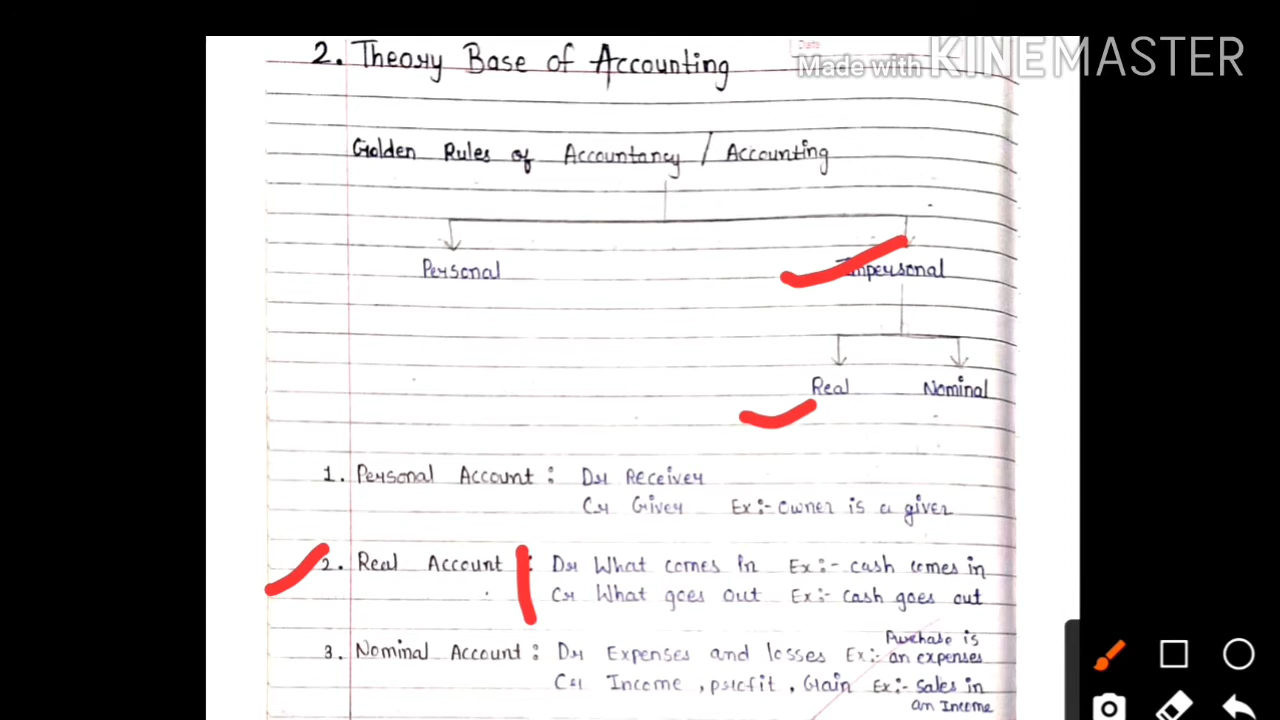 2. Theory Base of Accounting
Date
Made with KINEMASTER
Golden Rules of Accountancy / Accounting
Personal
Impersonal
Real
Nominal
1. Personal Account : Dr Receiver
Cr Giver Ex:- owner is a giver
2. Real Account : Dr What comes in Ex:- cash comes in
Cr What goes out Ex:- cash goes out
3. Nominal Account : Dr Expenses and losses Ex:- Purchase is an expenses
Cr Income, profit, Gain Ex:- Sales in an Income